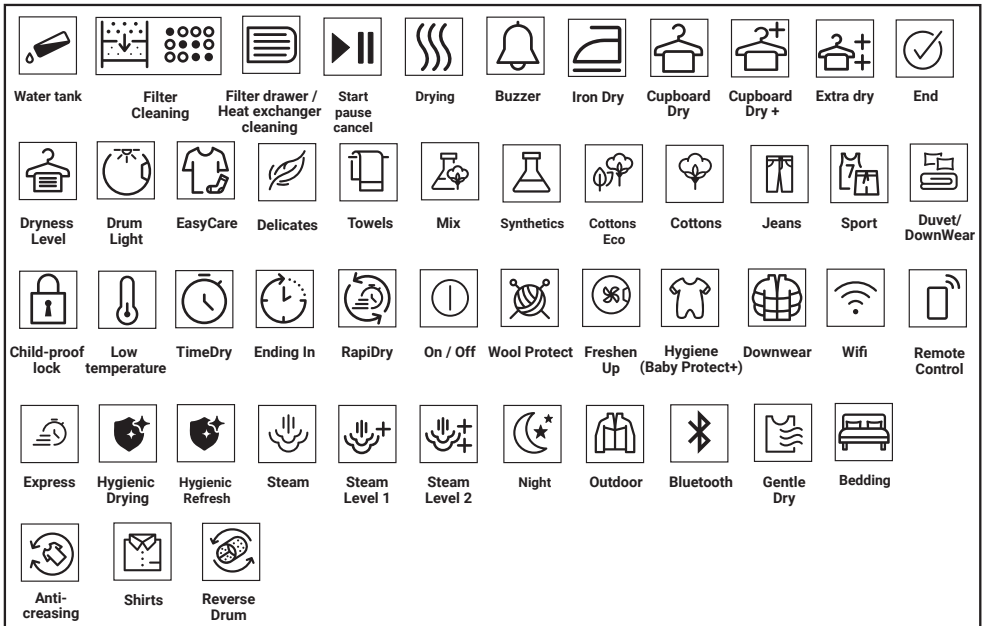 Water tank
Filter
Cleaning
Filter drawer /
Heat exchanger
cleaning
Start
pause
cancel
Drying
Buzzer
Iron Dry
Cupboard
Dry
Cupboard
Dry +
Extra dry
End
Dryness
Level
Drum
Light
EasyCare
Delicates
Towels
Mix
Synthetics
Cottons
Eco
Cottons
Jeans
7
Sport
Duvet/
DownWear
Child-proof
lock
Low
temperature
TimeDry
Ending In
RapiDry
On / Off
Wool Protect
Freshen
Up
Hygiene
(Baby Protect+)
Downwear
Wifi
Remote
Control
Express
Hygienic
Drying
Hygienic
Refresh
Steam
Steam
Level 1
Steam
Level 2
Night
Outdoor
Bluetooth
Gentle
Dry
Bedding
Anti-
creasing
Shirts
Reverse
Drum